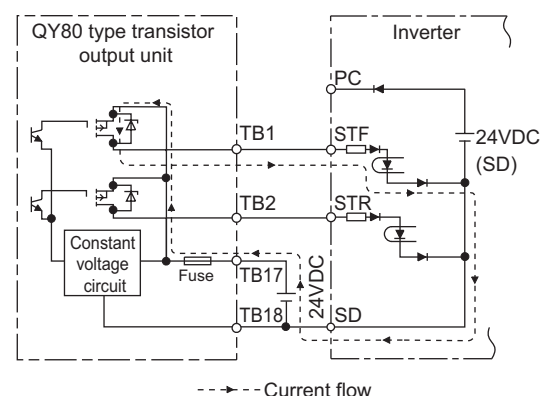 QY80 type transistor
output unit
Inverter
PC
TB1
STF
24VDC
(SD)
TB2
STR
Constant
voltage
circuit
Fuse
TB17
24VDC
TB18
SD
Current flow